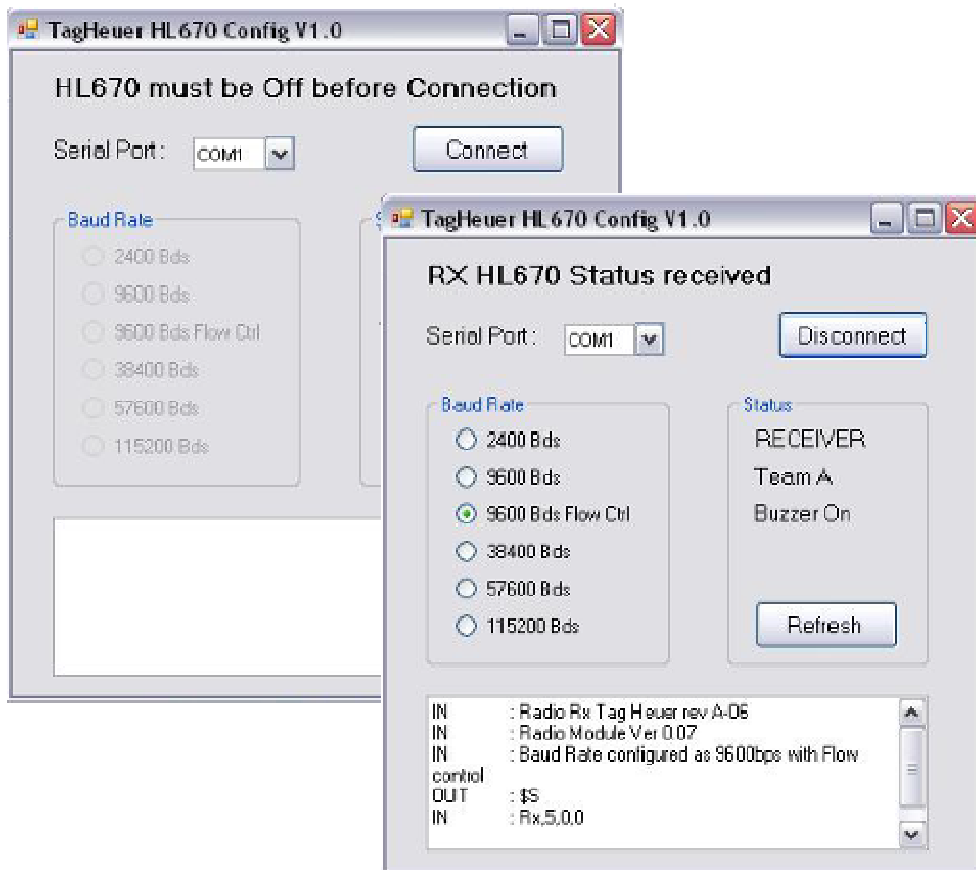 TagHeuer HL670 Config V1.0
HL670 must be Off before Connection
Serial Port :
COM1
Connect
Baud Rate
2400 Bds
9600 Bds
9600 Bds Flow Ctrl
38400 Bds
57600 Bds
115200 Bds
TagHeuer HL670 Config V1.0
RX HL670 Status received
Serial Port :
COM1
Disconnect
Baud Rate
2400 Bds
9600 Bds
9600 Bds Flow Ctrl
38400 Bds
57600 Bds
115200 Bds
Status
RECEIVER
Team A
Buzzer On
Refresh
IN : Radio Rx Tag Heuer rev A-06
IN : Radio Module Ver 0.07
IN : Baud Rate configured as 9600bps with Flow
control
OUT : $S
IN : Rx,5,0,0